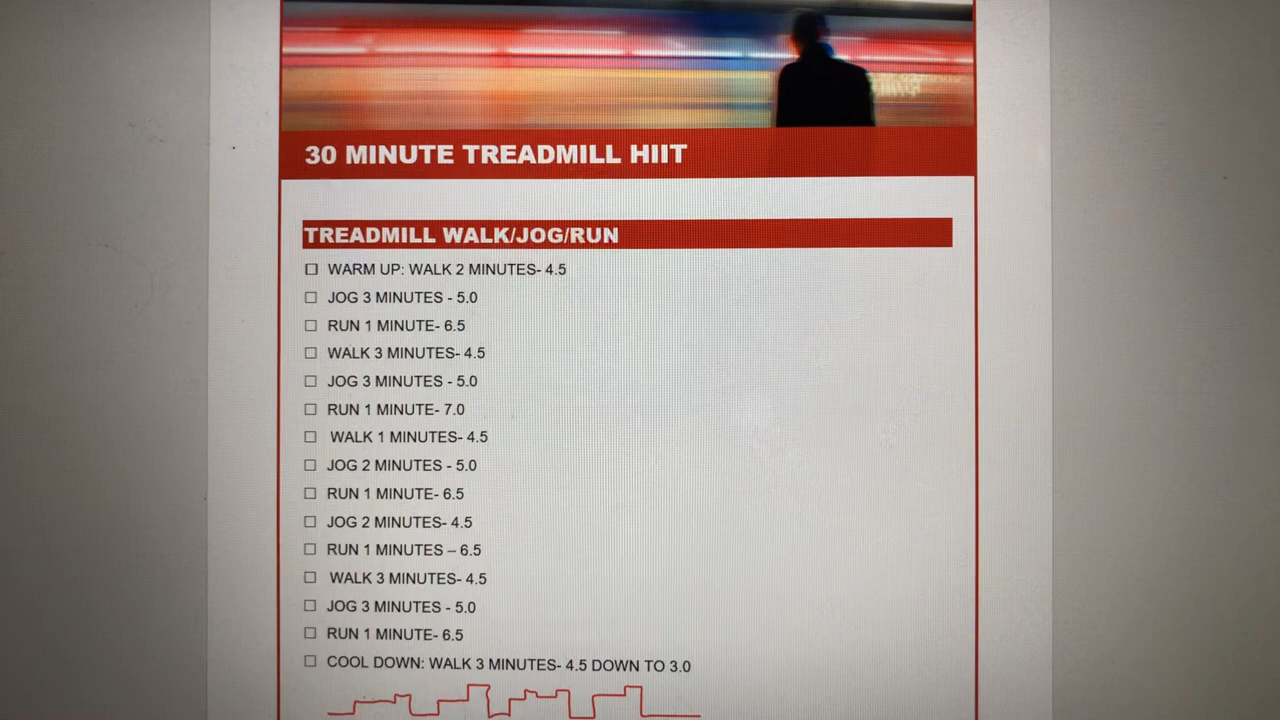 30 MINUTE TREADMILL HIIT
TREADMILL WALK/JOG/RUN
☐ WARM UP: WALK 2 MINUTES- 4.5
☐ JOG 3 MINUTES - 5.0
☐ RUN 1 MINUTE- 6.5
☐ WALK 3 MINUTES- 4.5
☐ JOG 3 MINUTES - 5.0
☐ RUN 1 MINUTE- 7.0
☐ WALK 1 MINUTES- 4.5
☐ JOG 2 MINUTES - 5.0
☐ RUN 1 MINUTE- 6.5
☐ JOG 2 MINUTES- 4.5
☐ RUN 1 MINUTES – 6.5
☐ WALK 3 MINUTES- 4.5
☐ JOG 3 MINUTES - 5.0
☐ RUN 1 MINUTE- 6.5
☐ COOL DOWN: WALK 3 MINUTES- 4.5 DOWN TO 3.0